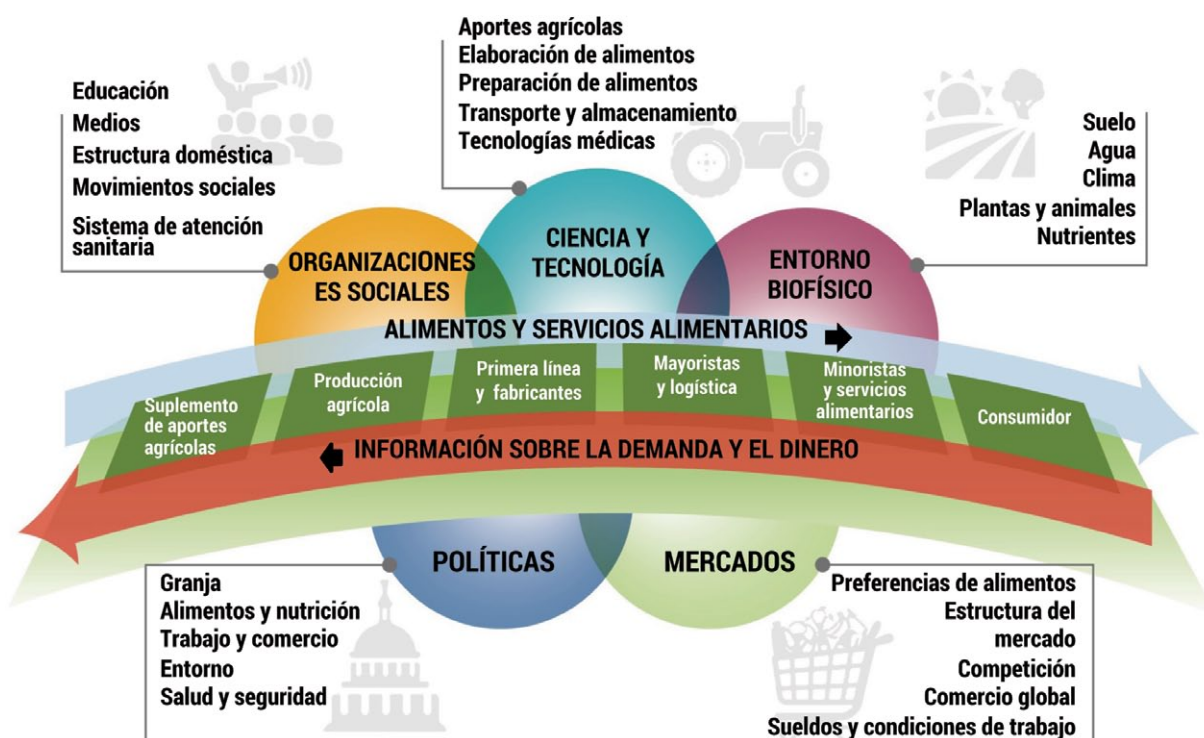 Educación
Medios
Estructura doméstica
Movimientos sociales
Sistema de atención
sanitaria
Aportes agrícolas
Elaboración de alimentos
Preparación de alimentos
Transporte y almacenamiento
Tecnologías médicas
Suelo
Agua
Clima
Plantas y animales
Nutrientes
ORGANIZACIONES
ES SOCIALES
CIENCIA Y
TECNOLOGÍA
ENTORNO
BIOFÍSICO
ALIMENTOS Y SERVICIOS ALIMENTARIOS
Suplemento
de aportes
agrícolas
Producción
agrícola
Primera línea
y fabricantes
Mayoristas
y logística
Minoristas
y servicios
alimentarios
Consumidor
INFORMACIÓN SOBRE LA DEMANDA Y EL DINERO
POLÍTICAS
MERCADOS
Granja
Alimentos y nutrición
Trabajo y comercio
Entorno
Salud y seguridad
Preferencias de alimentos
Estructura del
mercado
Competición
Comercio global
Sueldos y condiciones de trabajo